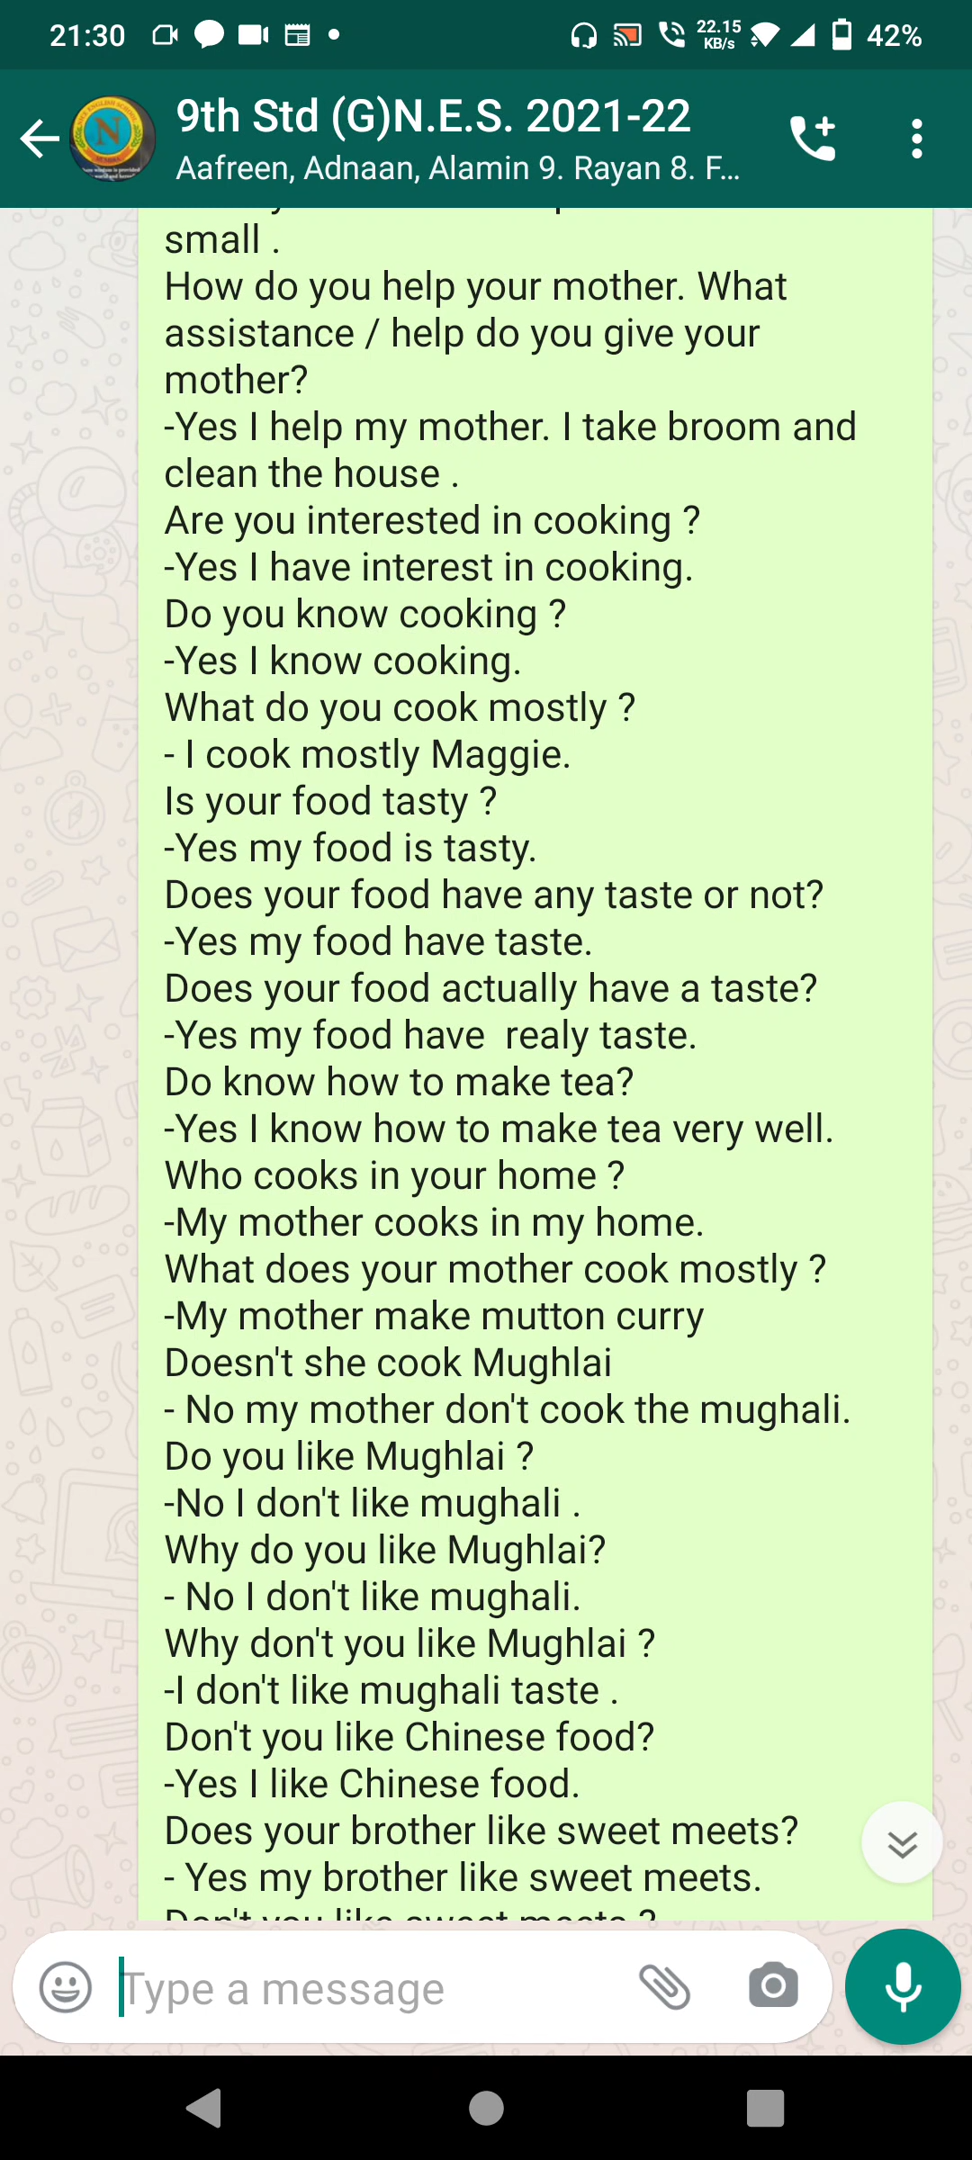 21:30
22.15
KB/s
42%
9th Std (G)N.E.S. 2021-22
Aafreen, Adnaan, Alamin 9. Rayan 8. F...
small .
How do you help your mother. What
assistance / help do you give your
mother?
-Yes I help my mother. I take broom and
clean the house .
Are you interested in cooking ?
-Yes I have interest in cooking.
Do you know cooking ?
-Yes I know cooking.
What do you cook mostly ?
- I cook mostly Maggie.
Is your food tasty ?
-Yes my food is tasty.
Does your food have any taste or not?
-Yes my food have taste.
Does your food actually have a taste?
-Yes my food have  realy taste.
Do know how to make tea?
-Yes I know how to make tea very well.
Who cooks in your home ?
-My mother cooks in my home.
What does your mother cook mostly ?
-My mother make mutton curry
Doesn't she cook Mughlai
- No my mother don't cook the mughali.
Do you like Mughlai ?
-No I don't like mughali .
Why do you like Mughlai?
- No I don't like mughali.
Why don't you like Mughlai ?
-I don't like mughali taste .
Don't you like Chinese food?
-Yes I like Chinese food.
Does your brother like sweet meets?
- Yes my brother like sweet meets.
Don't you like sweet meets ?
Type a message